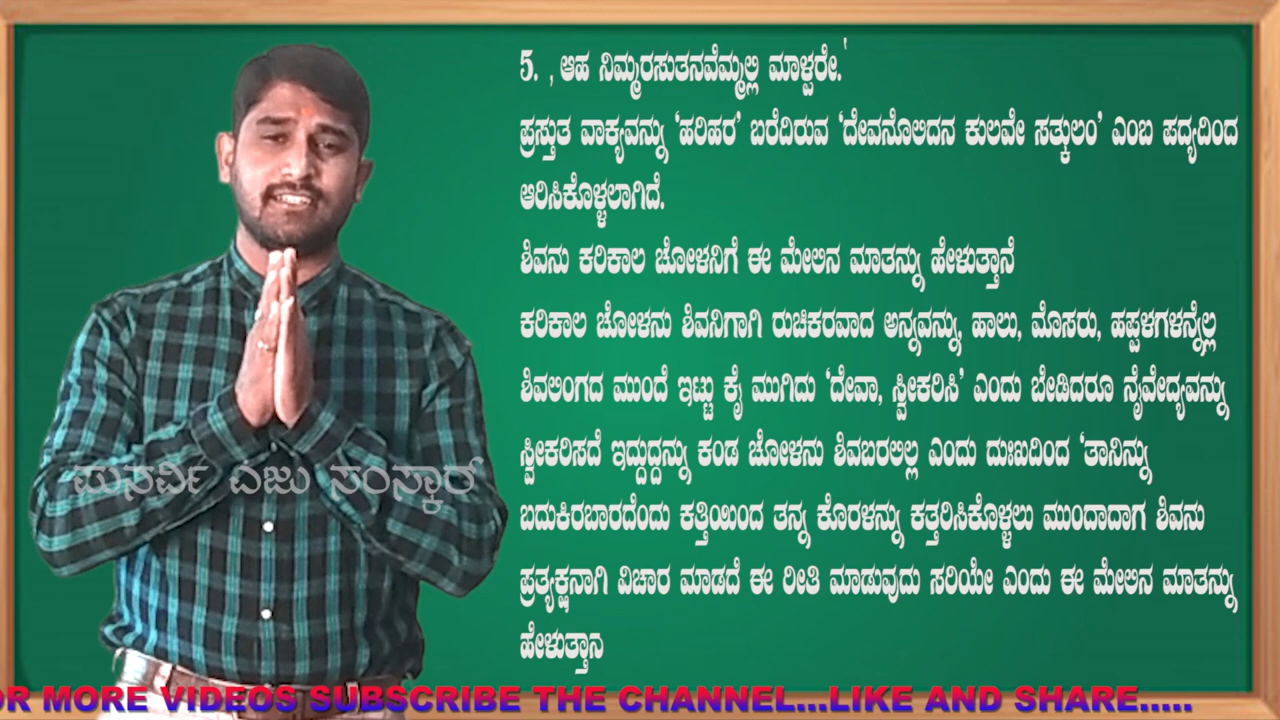 5. , ಆಹ ನಿಮ್ಮರಸುತನವೆಮ್ಮಲ್ಲಿ ಮಾಳ್ಪರೇ.'
ಪ್ರಸ್ತುತ ವಾಕ್ಯವನ್ನು ‘ಹರಿಹರ’ ಬರೆದಿರುವ ‘ದೇವನೊಲಿದನ ಕುಲವೇ ಸತ್ಕುಲಂ’ ಎಂಬ ಪದ್ಯದಿಂದ
ಆರಿಸಿಕೊಳ್ಳಲಾಗಿದೆ.
ಶಿವನು ಕರಿಕಾಲ ಚೋಳನಿಗೆ ಈ ಮೇಲಿನ ಮಾತನ್ನು ಹೇಳುತ್ತಾನೆ
ಕರಿಕಾಲ ಚೋಳನು ಶಿವನಿಗಾಗಿ ರುಚಿಕರವಾದ ಅನ್ನವನ್ನು, ಹಾಲು, ಮೊಸರು, ಹಪ್ಪಳಗಳನ್ನೆಲ್ಲ
ಶಿವಲಿಂಗದ ಮುಂದೆ ಇಟ್ಟು ಕೈ ಮುಗಿದು ‘ದೇವಾ, ಸ್ವೀಕರಿಸಿ’ ಎಂದು ಬೇಡಿದರೂ ನೈವೇದ್ಯವನ್ನು
ಸ್ವೀಕರಿಸದೆ ಇದ್ದುದ್ದನ್ನು ಕಂಡ ಚೋಳನು ಶಿವಬರಲಿಲ್ಲ ಎಂದು ದುಃಖದಿಂದ ‘ತಾನಿನ್ನು
ಬದುಕಿರಬಾರದೆಂದು ಕತ್ತಿಯಿಂದ ತನ್ನ ಕೊರಳನ್ನು ಕತ್ತರಿಸಿಕೊಳ್ಳಲು ಮುಂದಾದಾಗ ಶಿವನು
ಪ್ರತ್ಯಕ್ಷನಾಗಿ ವಿಚಾರ ಮಾಡದೆ ಈ ರೀತಿ ಮಾಡುವುದು ಸರಿಯೇ ಎಂದು ಈ ಮೇಲಿನ ಮಾತನ್ನು
ಹೇಳುತ್ತಾನ
ಪುನರ್ವಿ ಎಜು ಸಂಸ್ಕಾರ್
OR MORE VIDEOS SUBSCRIBE THE CHANNEL...LIKE AND SHARE.....